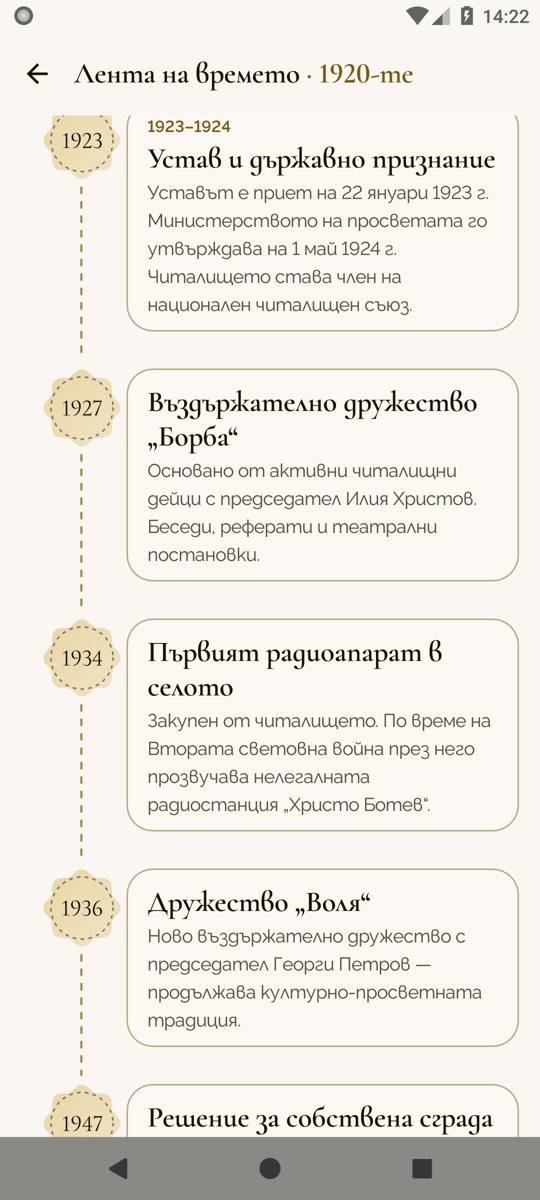 14:22
Лента на времето · 1920-те
1923
1923–1924
Устав и държавно признание
Уставът е приет на 22 януари 1923 г.
Министерството на просветата го
утвърждава на 1 май 1924 г.
Читалището става член на
национален читалищен съюз.
1927
Въздържателно дружество
„Борба“
Основано от активни читалищни
дейци с председател Илия Христов.
Беседи, реферати и театрални
постановки.
1934
Първият радиоапарат в
селото
Закупен от читалището. По време на
Втората световна война през него
прозвучава нелегалната
радиостанция „Христо Ботев“.
1936
Дружество „Воля“
Ново въздържателно дружество с
председател Георги Петров —
продължава културно-просветната
традиция.
1947
Решение за собствена сграда